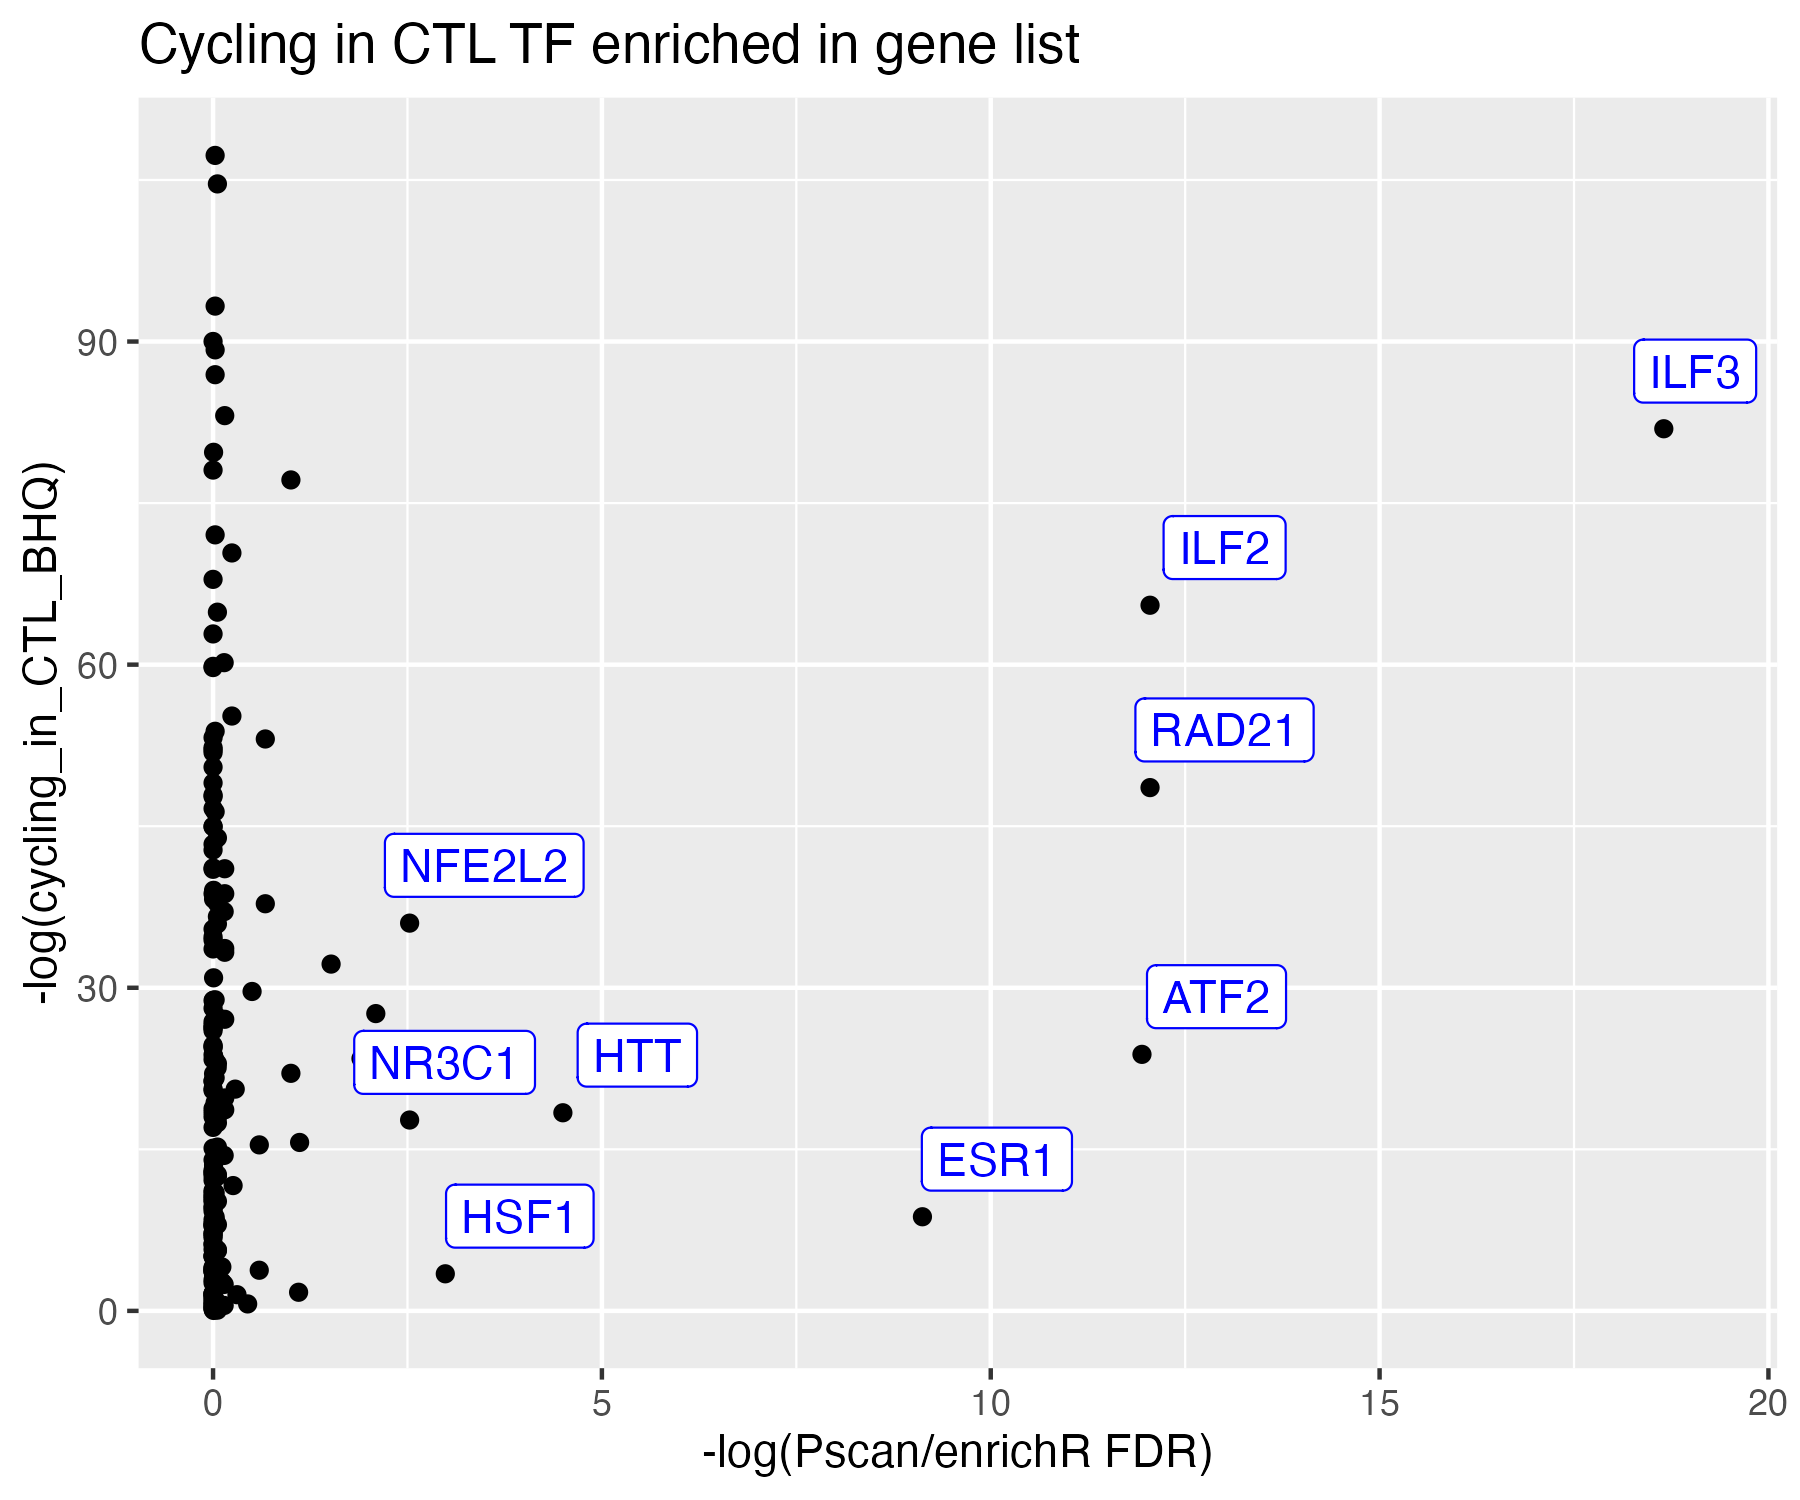 Cycling in CTL TF enriched in gene list
-log(cycling_in_CTL_BHQ)
90
60
30
0
ILF3
ILF2
RAD21
NFE2L2
ATF2
NR3C1
HTT
ESR1
HSF1
0
5
10
15
20
-log(Pscan/enrichR FDR)